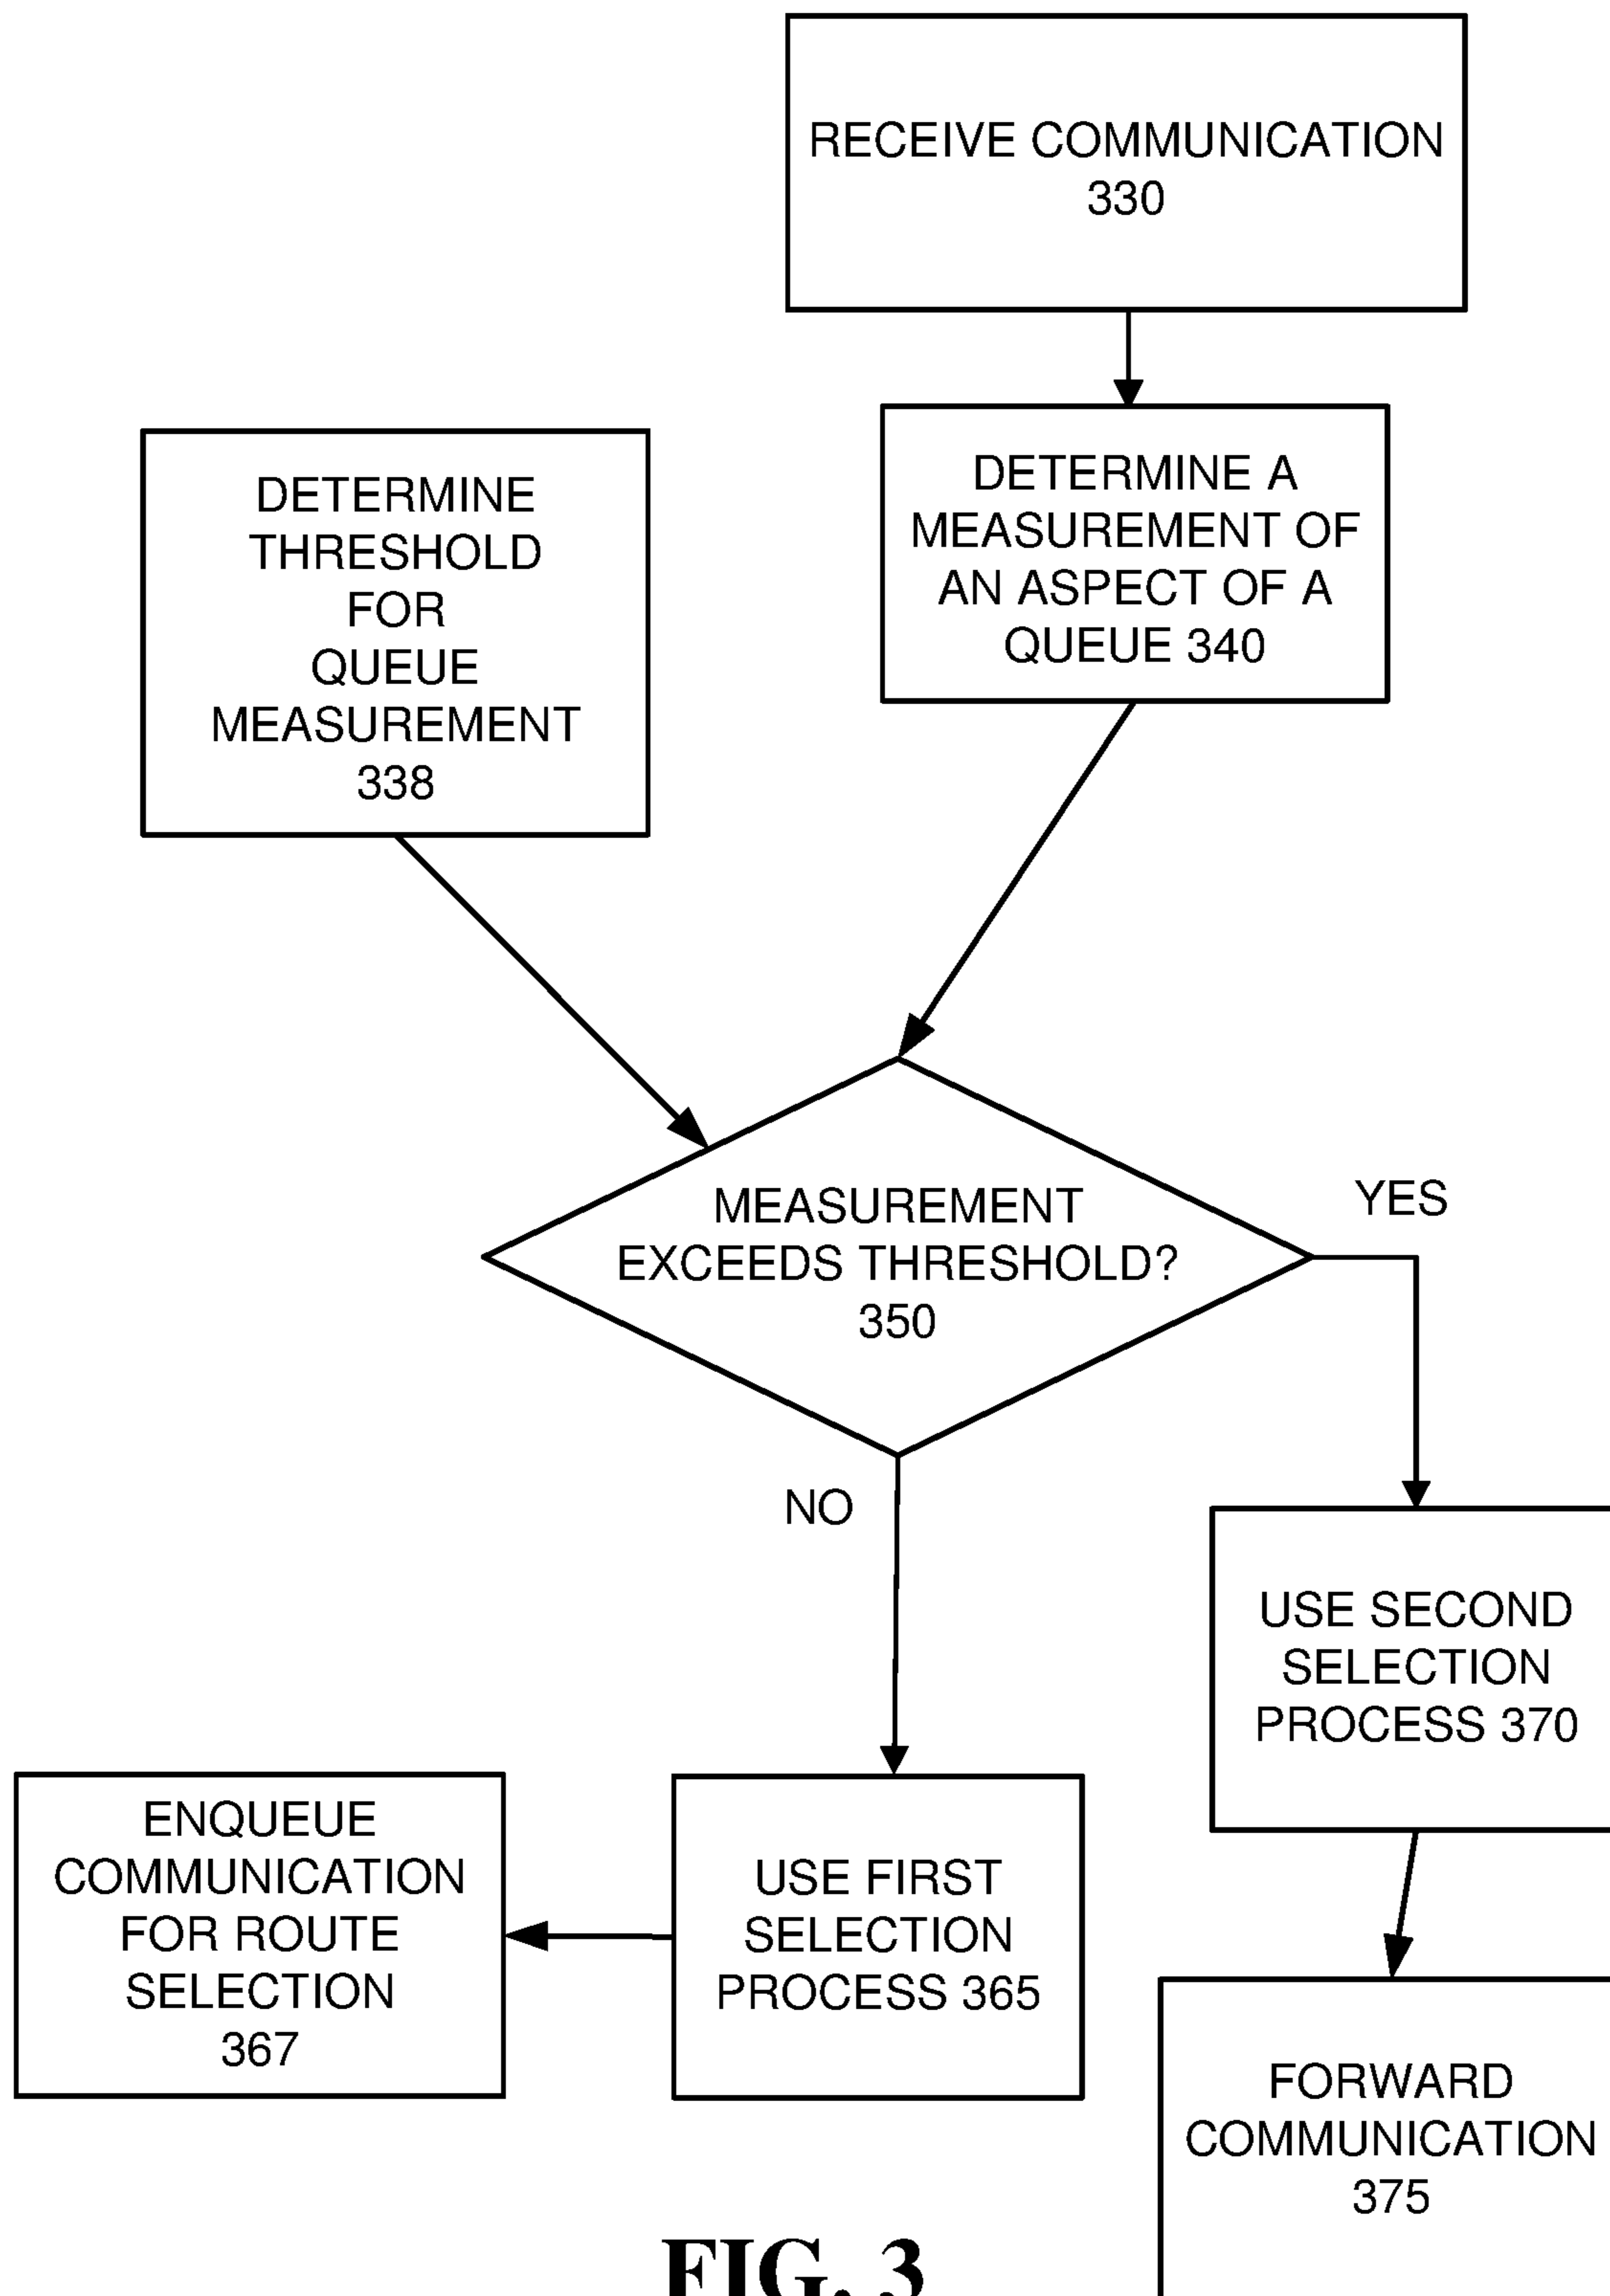 RECEIVE COMMUNICATION
330
DETERMINE A
MEASUREMENT OF
AN ASPECT OF A
QUEUE 340
DETERMINE
THRESHOLD
FOR
QUEUE
MEASUREMENT
338
MEASUREMENT
EXCEEDS THRESHOLD?
350
YES
NO
USE SECOND
SELECTION
PROCESS 370
ENQUEUE
COMMUNICATION
FOR ROUTE
SELECTION
367
USE FIRST
SELECTION
PROCESS 365
FORWARD
COMMUNICATION
375
FIG. 3